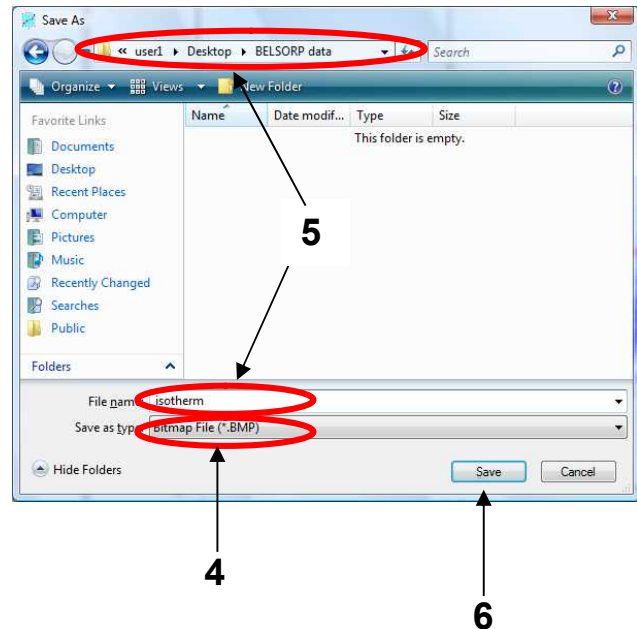 Save As
« user1 ▸ Desktop ▸ BELSORP data
Search
Organize Views New Folder
Favorite Links
Name Date modif... Type Size
This folder is empty.
Documents
Desktop
Recent Places
Computer
Pictures
Music
Recently Changed
Searches
Public
Folders
5
File name isotherm
Save as type Bitmap File (*.BMP)
Hide Folders
Save Cancel
4
6